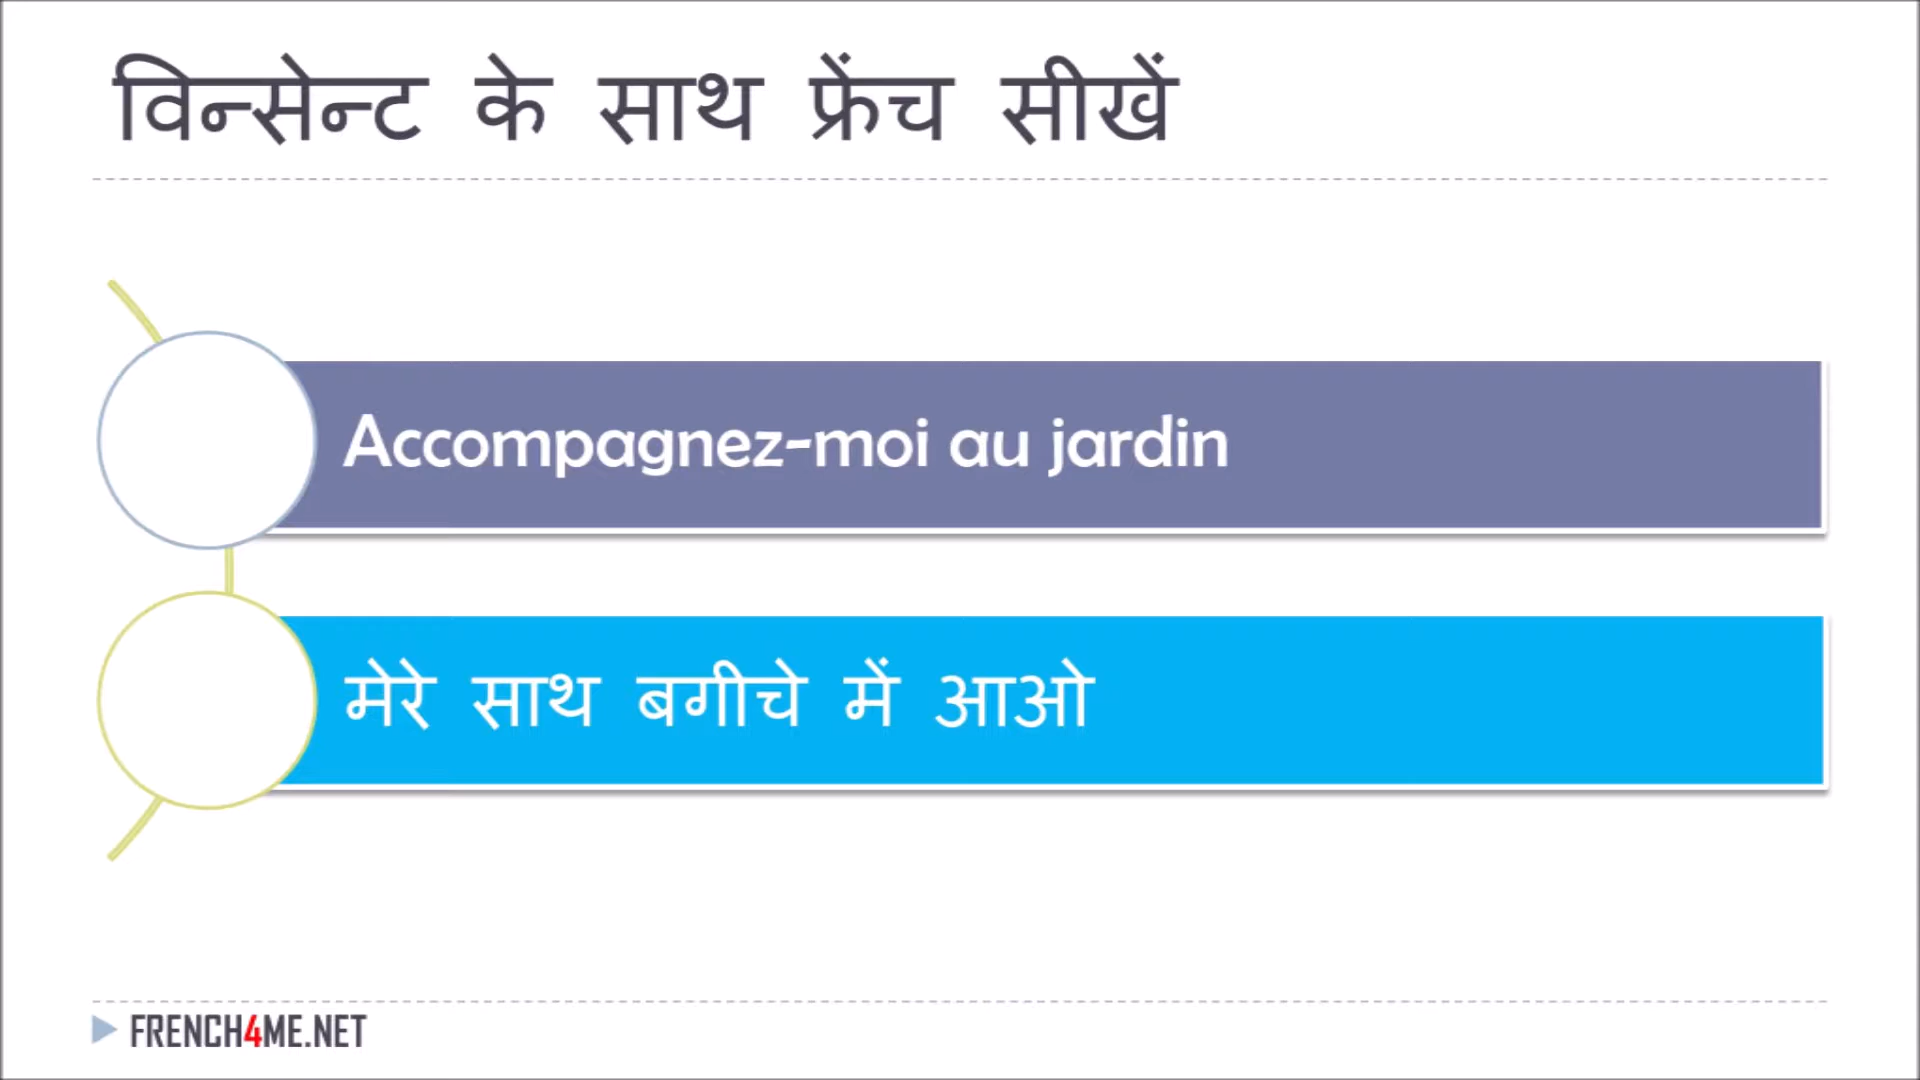 विन्सेन्ट के साथ फ्रेंच सीखें
Accompagnez-moi au jardin
मेरे साथ बगीचे में आओ
FRENCH4ME.NET